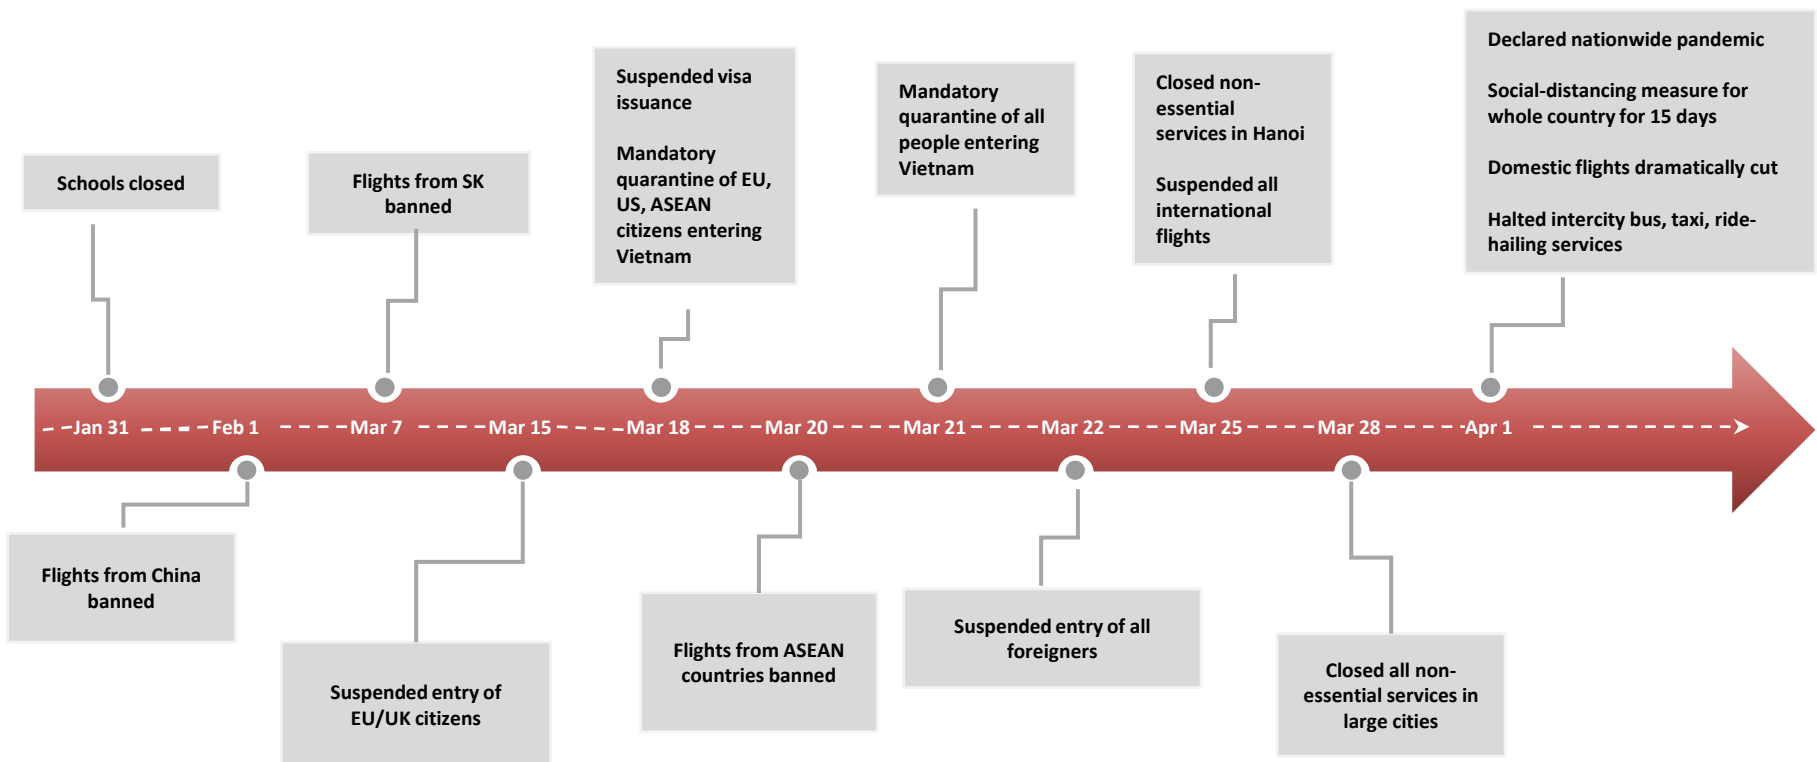 Schools closed
Flights from SK
banned
Suspended visa
issuance
Mandatory
quarantine of EU,
US, ASEAN
citizens entering
Vietnam
Mandatory
quarantine of all
people entering
Vietnam
Closed non-
essential
services in Hanoi
Suspended all
international
flights
Declared nationwide pandemic
Social-distancing measure for
whole country for 15 days
Domestic flights dramatically cut
Halted intercity bus, taxi, ride-
hailing services
Jan 31
Feb 1
Mar 7
Mar 15
Mar 18
Mar 20
Mar 21
Mar 22
Mar 25
Mar 28
Apr 1
Flights from China
banned
Suspended entry of
EU/UK citizens
Flights from ASEAN
countries banned
Suspended entry of all
foreigners
Closed all non-
essential services in
large cities